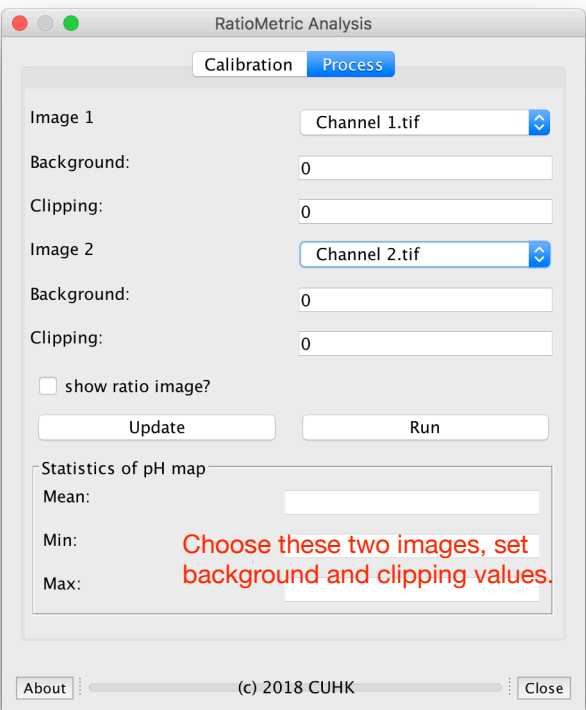 RatioMetric Analysis
Calibration Process
Image 1 Channel 1.tif
Background: 0
Clipping: 0
Image 2 Channel 2.tif
Background: 0
Clipping: 0
show ratio image?
Update Run
Statistics of pH map
Mean:
Min:
Choose these two images, set
Max:
background and clipping values.
About (c) 2018 CUHK Close